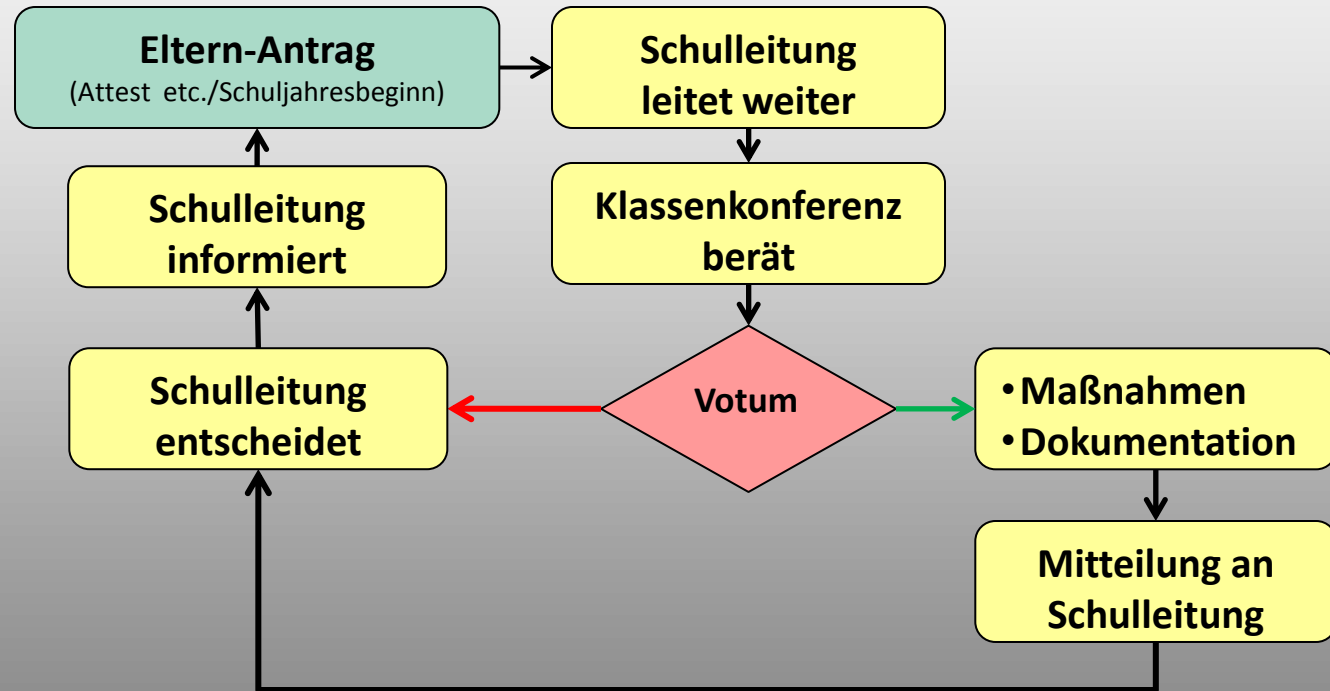 Eltern-Antrag
(Attest etc./Schuljahresbeginn)
Schulleitung
leitet weiter
Schulleitung
informiert
Klassenkonferenz
berät
Schulleitung
entscheidet
Votum
•Maßnahmen
•Dokumentation
Mitteilung an
Schulleitung